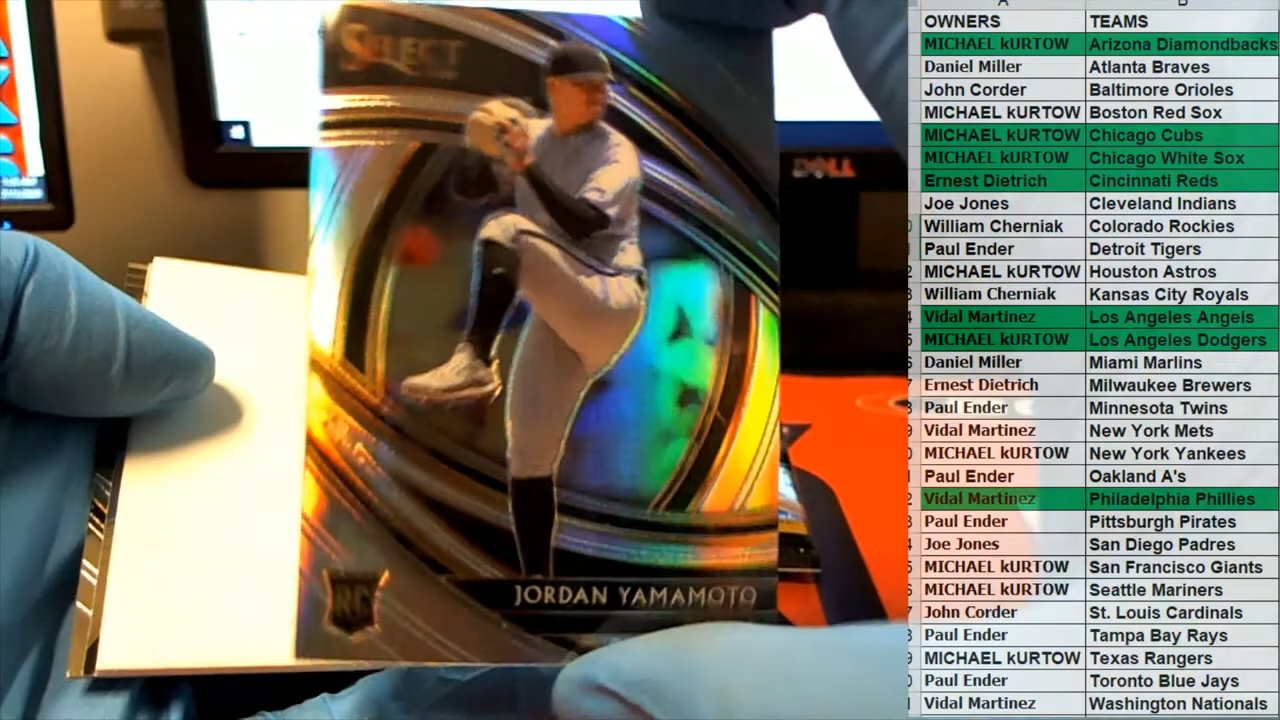 SELECT
RC
JORDAN YAMAMOTO
DELL
A B
OWNERS TEAMS
MICHAEL kURTOW Arizona Diamondbacks
Daniel Miller Atlanta Braves
John Corder Baltimore Orioles
MICHAEL kURTOW Boston Red Sox
MICHAEL kURTOW Chicago Cubs
MICHAEL kURTOW Chicago White Sox
Ernest Dietrich Cincinnati Reds
Joe Jones Cleveland Indians
William Cherniak Colorado Rockies
Paul Ender Detroit Tigers
MICHAEL kURTOW Houston Astros
William Cherniak Kansas City Royals
Vidal Martinez Los Angeles Angels
MICHAEL kURTOW Los Angeles Dodgers
Daniel Miller Miami Marlins
Ernest Dietrich Milwaukee Brewers
Paul Ender Minnesota Twins
Vidal Martinez New York Mets
MICHAEL kURTOW New York Yankees
Paul Ender Oakland A's
Vidal Martinez Philadelphia Phillies
Paul Ender Pittsburgh Pirates
Joe Jones San Diego Padres
MICHAEL kURTOW San Francisco Giants
MICHAEL kURTOW Seattle Mariners
John Corder St. Louis Cardinals
Paul Ender Tampa Bay Rays
MICHAEL kURTOW Texas Rangers
Paul Ender Toronto Blue Jays
Vidal Martinez Washington Nationals